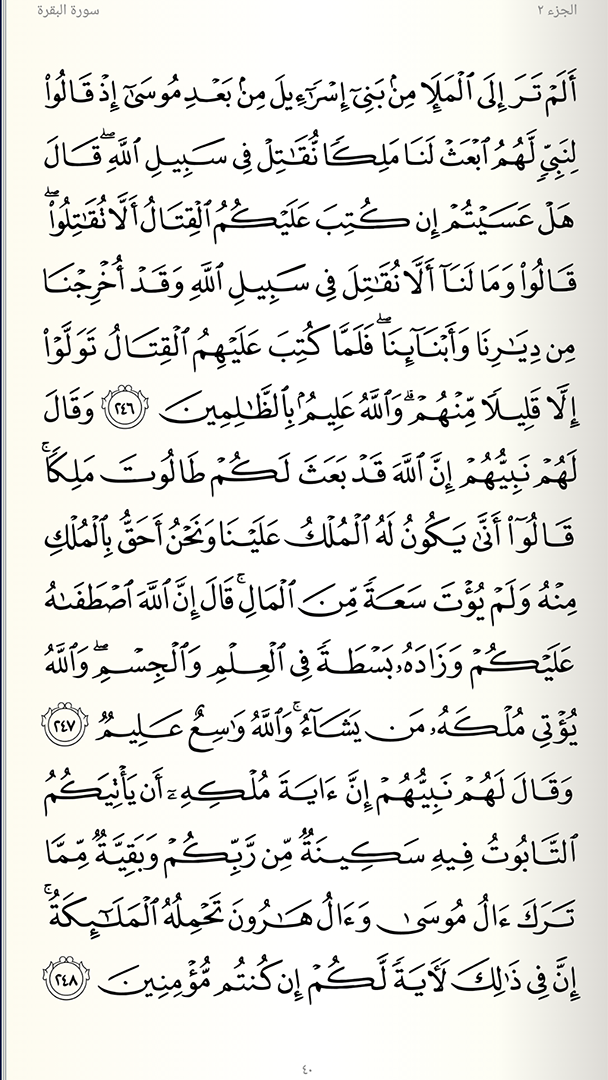 الجزء ٢ سورة البقرة
أَلَمْ تَرَ إِلَى ٱلْمَلَإِ مِنۢ بَنِىٓ إِسْرَٰٓءِيلَ مِنۢ بَعْدِ مُوسَىٰٓ إِذْ قَالُوا۟
لِنَبِىٍّ لَّهُمُ ٱبْعَثْ لَنَا مَلِكًا نُّقَٰتِلْ فِى سَبِيلِ ٱللَّهِ ۖ قَالَ
هَلْ عَسَيْتُمْ إِن كُتِبَ عَلَيْكُمُ ٱلْقِتَالُ أَلَّا تُقَٰتِلُوا۟ ۖ
قَالُوا۟ وَمَا لَنَآ أَلَّا نُقَٰتِلَ فِى سَبِيلِ ٱللَّهِ وَقَدْ أُخْرِجْنَا
مِن دِيَٰرِنَا وَأَبْنَآئِنَا ۖ فَلَمَّا كُتِبَ عَلَيْهِمُ ٱلْقِتَالُ تَوَلَّوْا۟
إِلَّا قَلِيلًا مِّنْهُمْ ۗ وَٱللَّهُ عَلِيمٌۢ بِٱلظَّٰلِمِينَ ٢٤٦ وَقَالَ
لَهُمْ نَبِيُّهُمْ إِنَّ ٱللَّهَ قَدْ بَعَثَ لَكُمْ طَالُوتَ مَلِكًا ۚ
قَالُوٓا۟ أَنَّىٰ يَكُونُ لَهُ ٱلْمُلْكُ عَلَيْنَا وَنَحْنُ أَحَقُّ بِٱلْمُلْكِ
مِنْهُ وَلَمْ يُؤْتَ سَعَةً مِّنَ ٱلْمَالِ ۚ قَالَ إِنَّ ٱللَّهَ ٱصْطَفَىٰهُ
عَلَيْكُمْ وَزَادَهُۥ بَسْطَةً فِى ٱلْعِلْمِ وَٱلْجِسْمِ ۖ وَٱللَّهُ
يُؤْتِى مُلْكَهُۥ مَن يَشَآءُ ۚ وَٱللَّهُ وَٰسِعٌ عَلِيمٌ ٢٤٧
وَقَالَ لَهُمْ نَبِيُّهُمْ إِنَّ ءَايَةَ مُلْكِهِۦٓ أَن يَأْتِيَكُمُ
ٱلتَّابُوتُ فِيهِ سَكِينَةٌ مِّن رَّبِّكُمْ وَبَقِيَّةٌ مِّمَّا
تَرَكَ ءَالُ مُوسَىٰ وَءَالُ هَٰرُونَ تَحْمِلُهُ ٱلْمَلَٰٓئِكَةُ ۚ
إِنَّ فِى ذَٰلِكَ لَـَٔايَةً لَّكُمْ إِن كُنتُم مُّؤْمِنِينَ ٢٤٨
٤٠